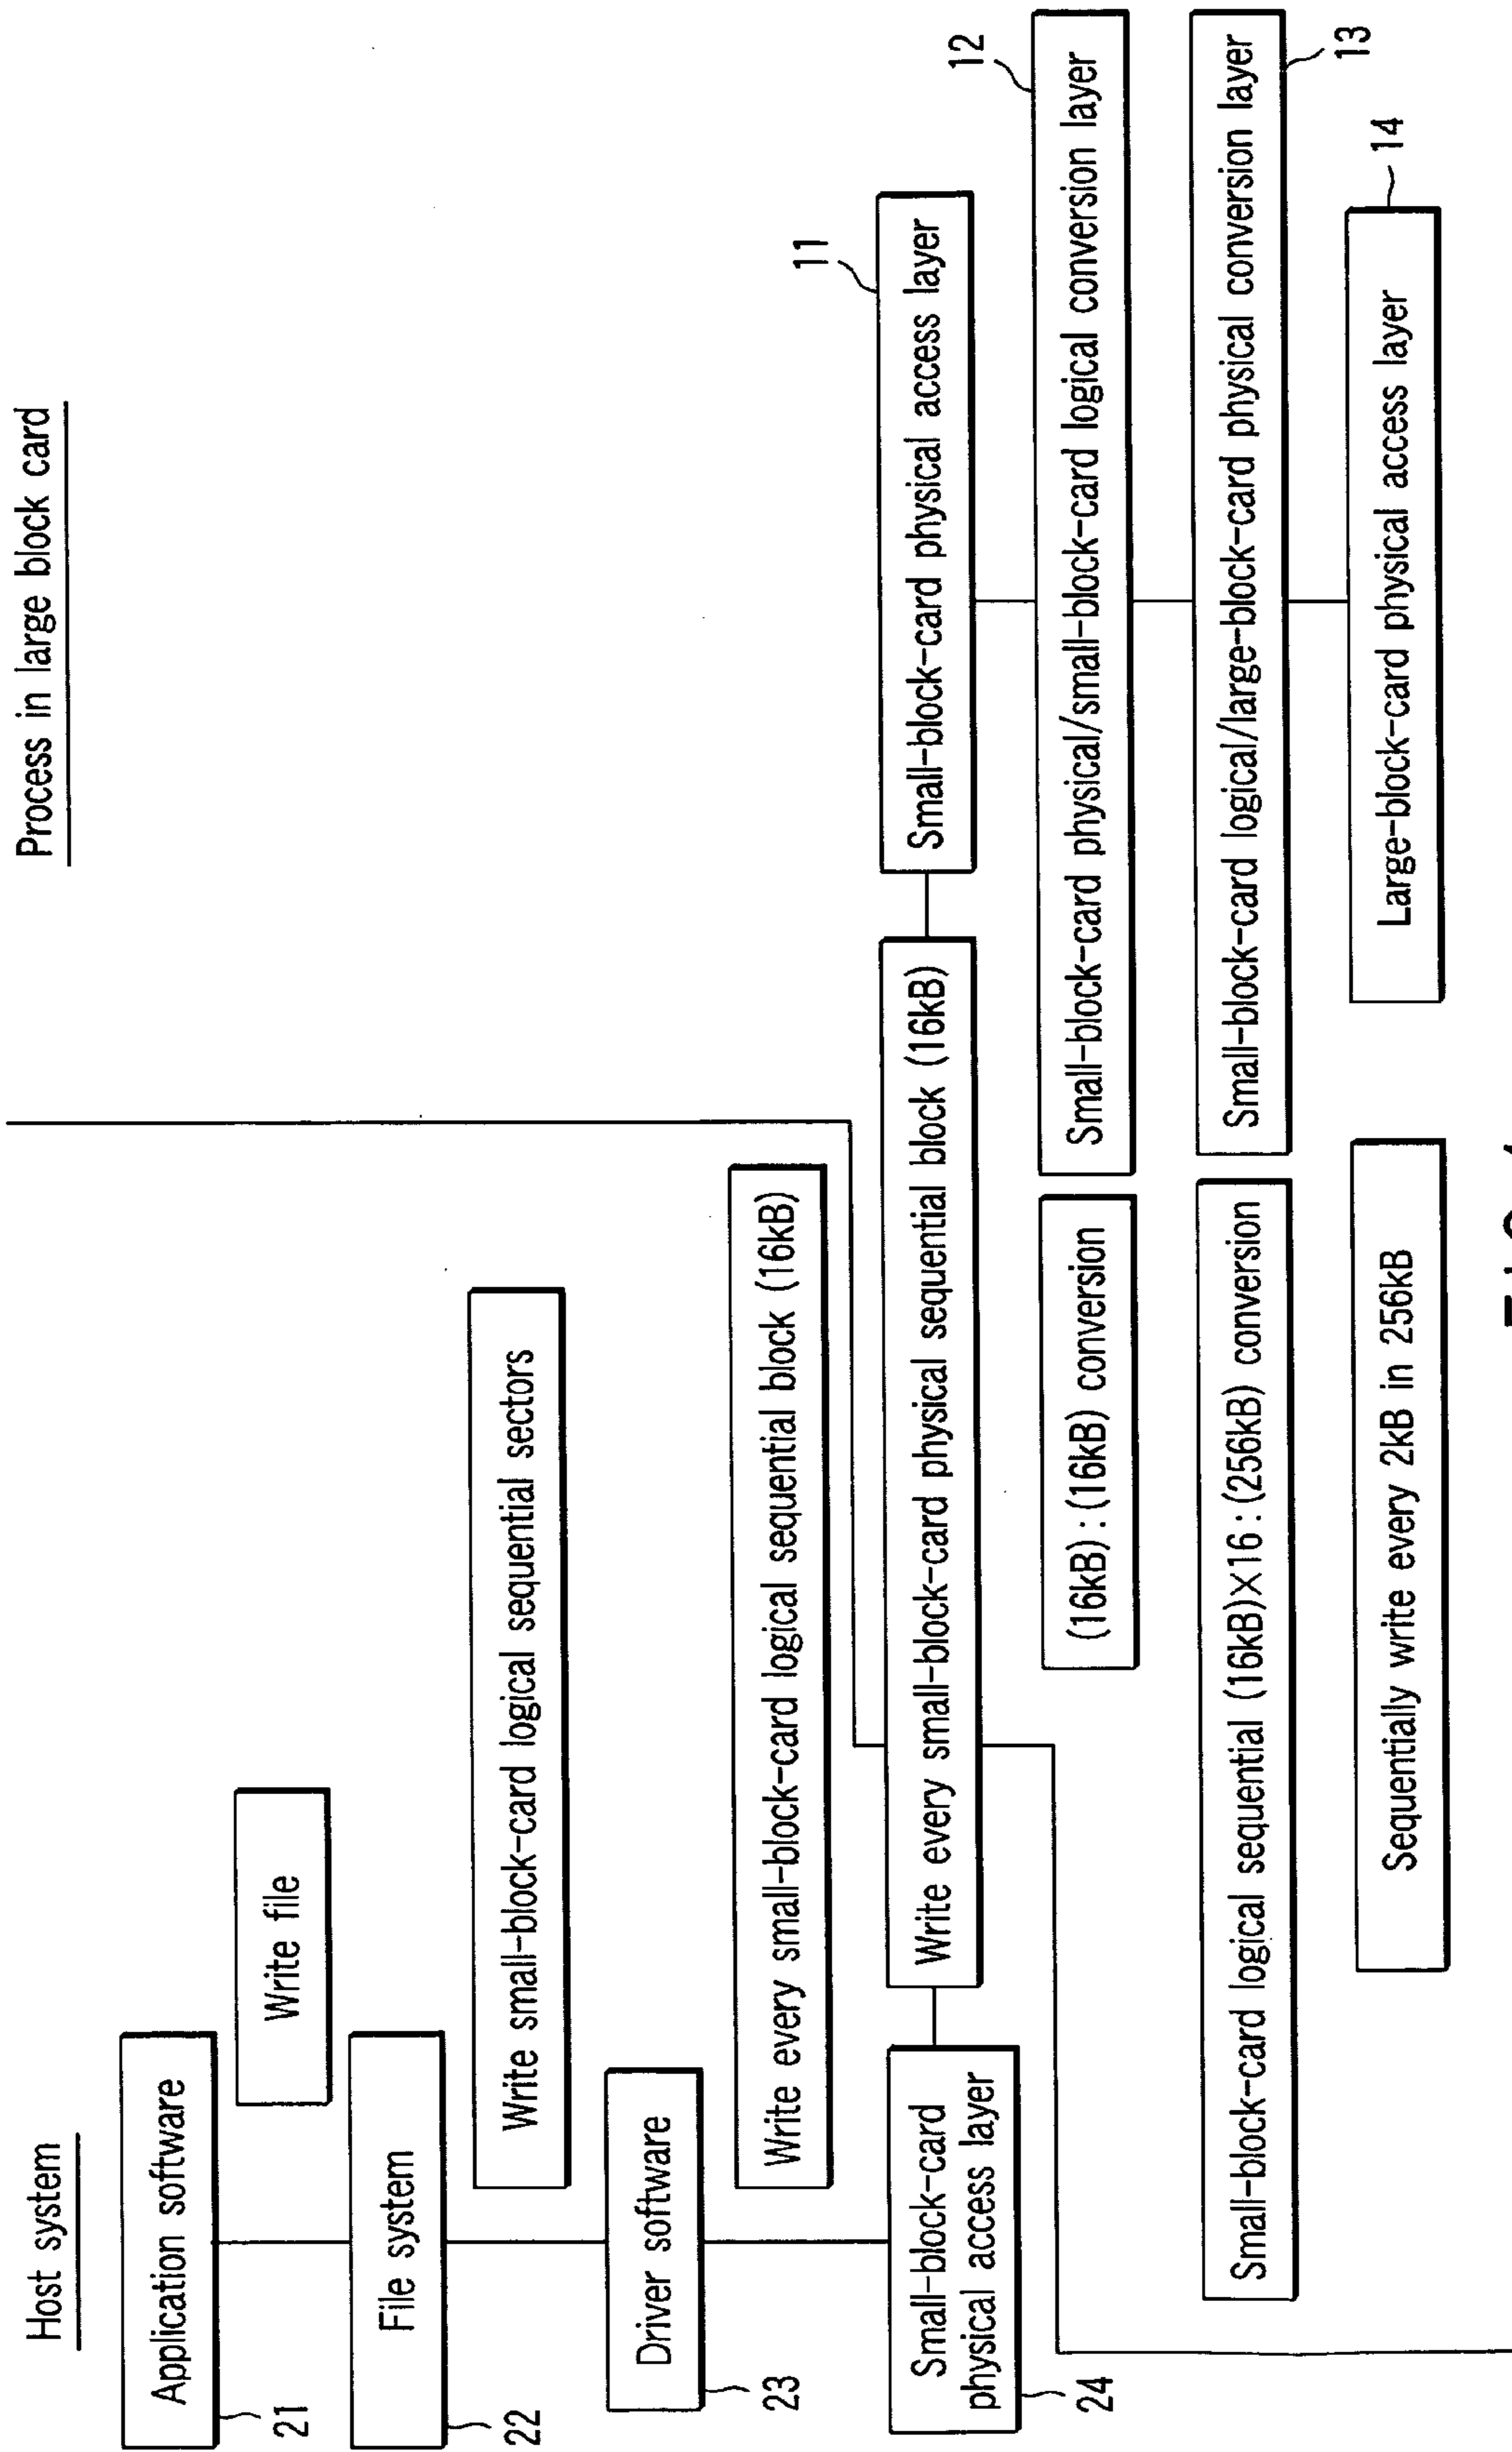 Host system
Process in large block card
Application software
21
Write file
File system
22
Write small-block-card logical sequential sectors
Driver software
23
Write every small-block-card logical sequential block (16kB)
Small-block-card
physical access layer
24
Write every small-block-card physical sequential block (16kB)
Small-block-card physical access layer
11
(16kB):(16kB) conversion
Small-block-card physical/small-block-card logical conversion layer
12
Small-block-card logical sequential (16kB)×16:(256kB) conversion
Small-block-card logical/large-block-card physical conversion layer
13
Sequentially write every 2kB in 256kB
Large-block-card physical access layer
14